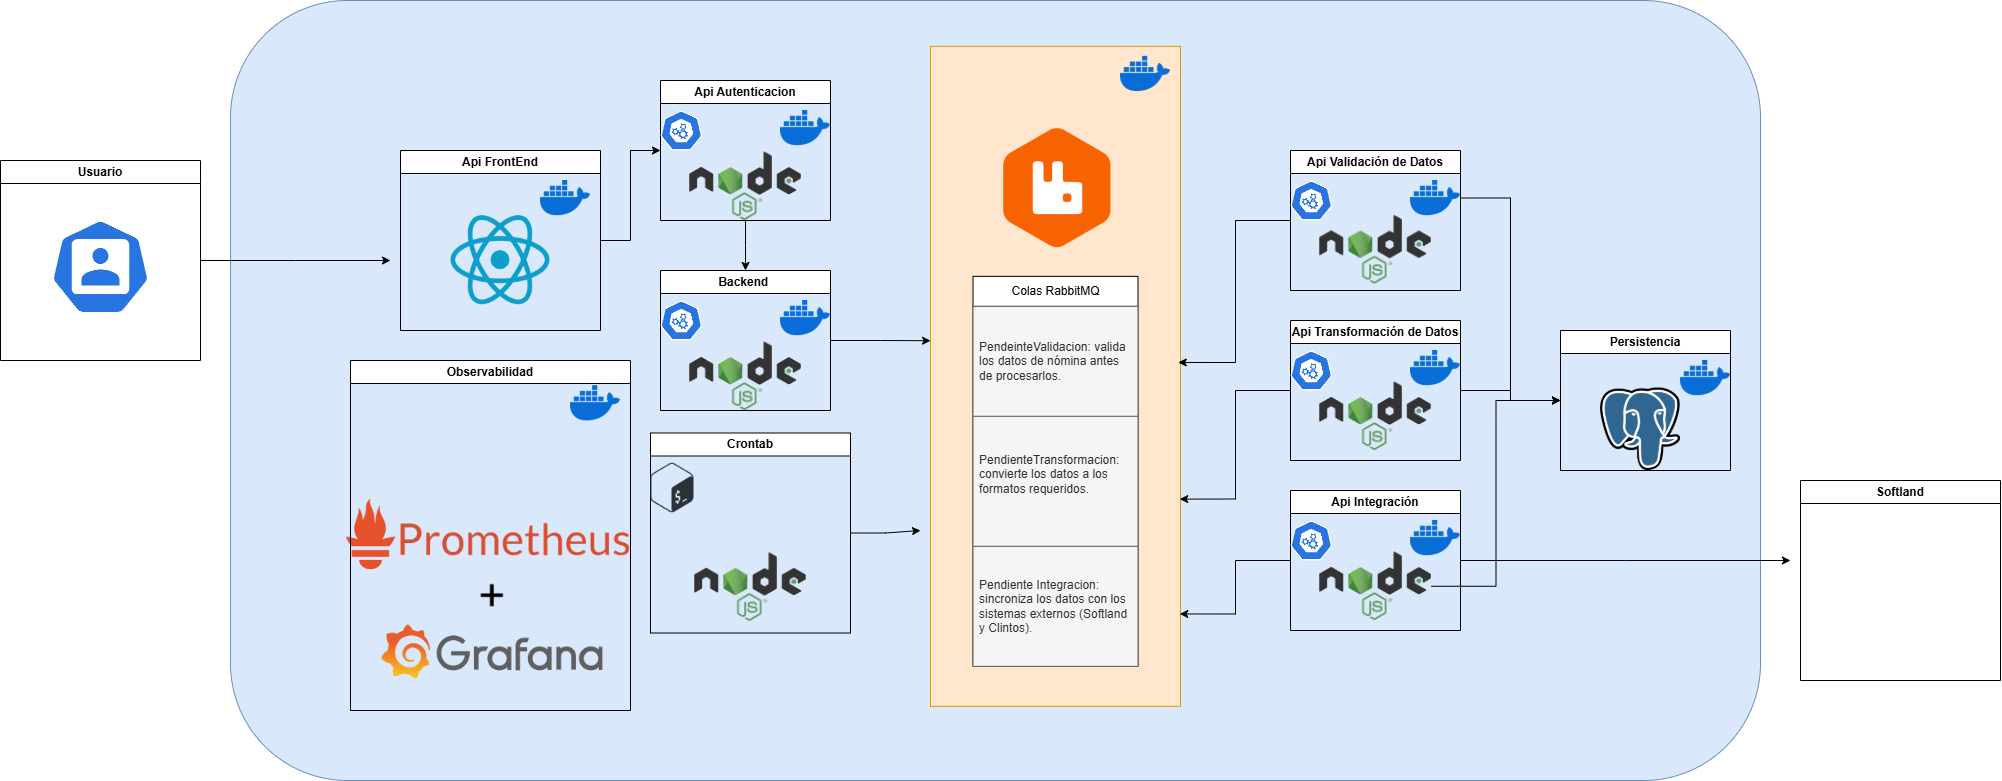 Usuario
Api FrontEnd
Api Autenticacion
node
JS
Backend
node
JS
Observabilidad
Prometheus
+
Grafana
Crontab
$_
node
JS
Colas RabbitMQ
PendeinteValidacion: valida
los datos de nómina antes
de procesarlos.
PendienteTransformacion:
convierte los datos a los
formatos requeridos.
Pendiente Integracion:
sincroniza los datos con los
sistemas externos (Softland
y Clintos).
Api Validación de Datos
node
JS
Api Transformación de Datos
node
JS
Api Integración
node
JS
Persistencia
Softland